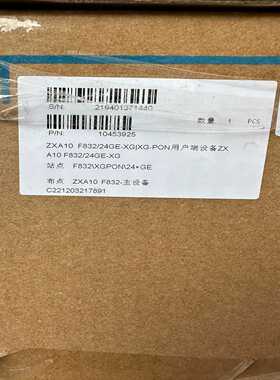 S/N: 219401371440
数量 1 PCS
P/N: 10453925
ZXA10 F832/24GE-XG|XG-PON用户端设备ZX
A10 F832/24GE-XG
站点 F832\XGPON\24*GE
布点 ZXA10 F832-主设备
C221203217891